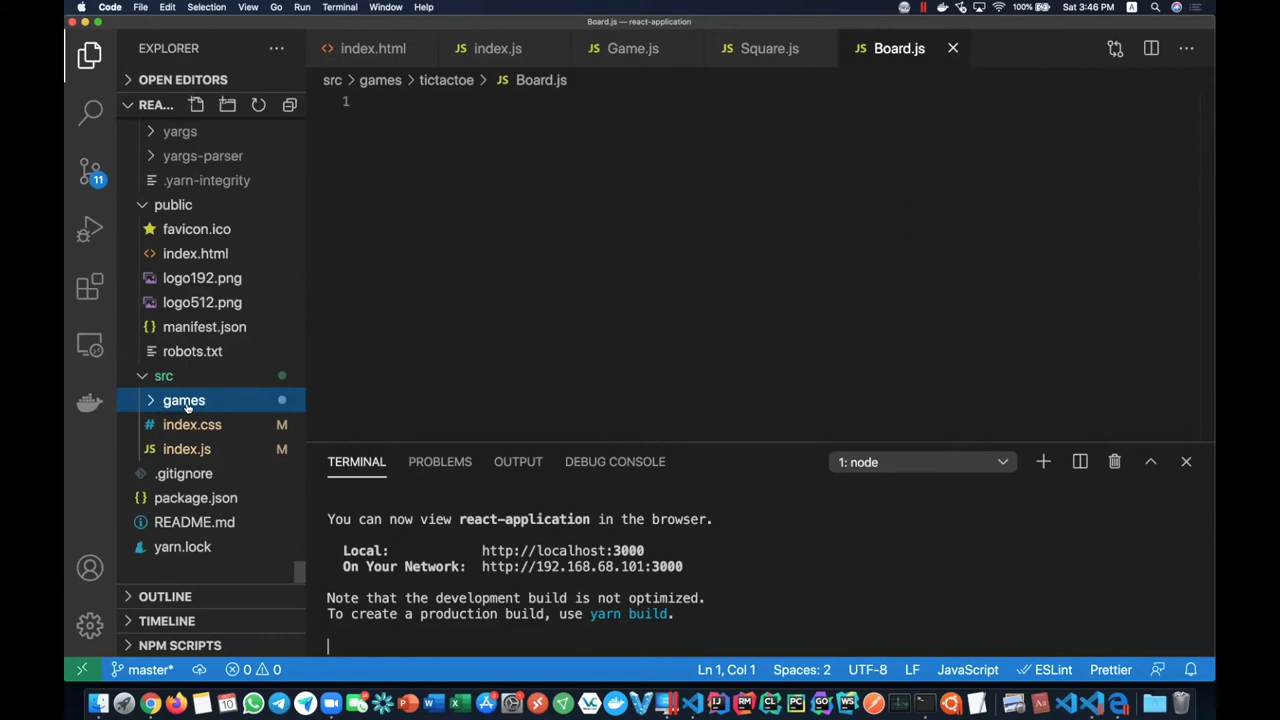 Code File Edit Selection View Go Run Terminal Window Help 100% Sat 3:46 PM A
Board.js — react-application
EXPLORER
index.html
JS index.js
JS Game.js
JS Square.js
JS Board.js
OPEN EDITORS
src > games > tictactoe > JS Board.js
REA...
1
yargs
yargs-parser
.yarn-integrity
11
public
favicon.ico
index.html
logo192.png
logo512.png
{} manifest.json
robots.txt
src
games
# index.css M
JS index.js M
.gitignore
{} package.json
README.md
yarn.lock
OUTLINE
TIMELINE
NPM SCRIPTS
TERMINAL PROBLEMS OUTPUT DEBUG CONSOLE 1: node
You can now view react-application in the browser.
Local: http://localhost:3000
On Your Network: http://192.168.68.101:3000
Note that the development build is not optimized.
To create a production build, use yarn build.
master* 0 0 Ln 1, Col 1 Spaces: 2 UTF-8 LF JavaScript ESLint Prettier